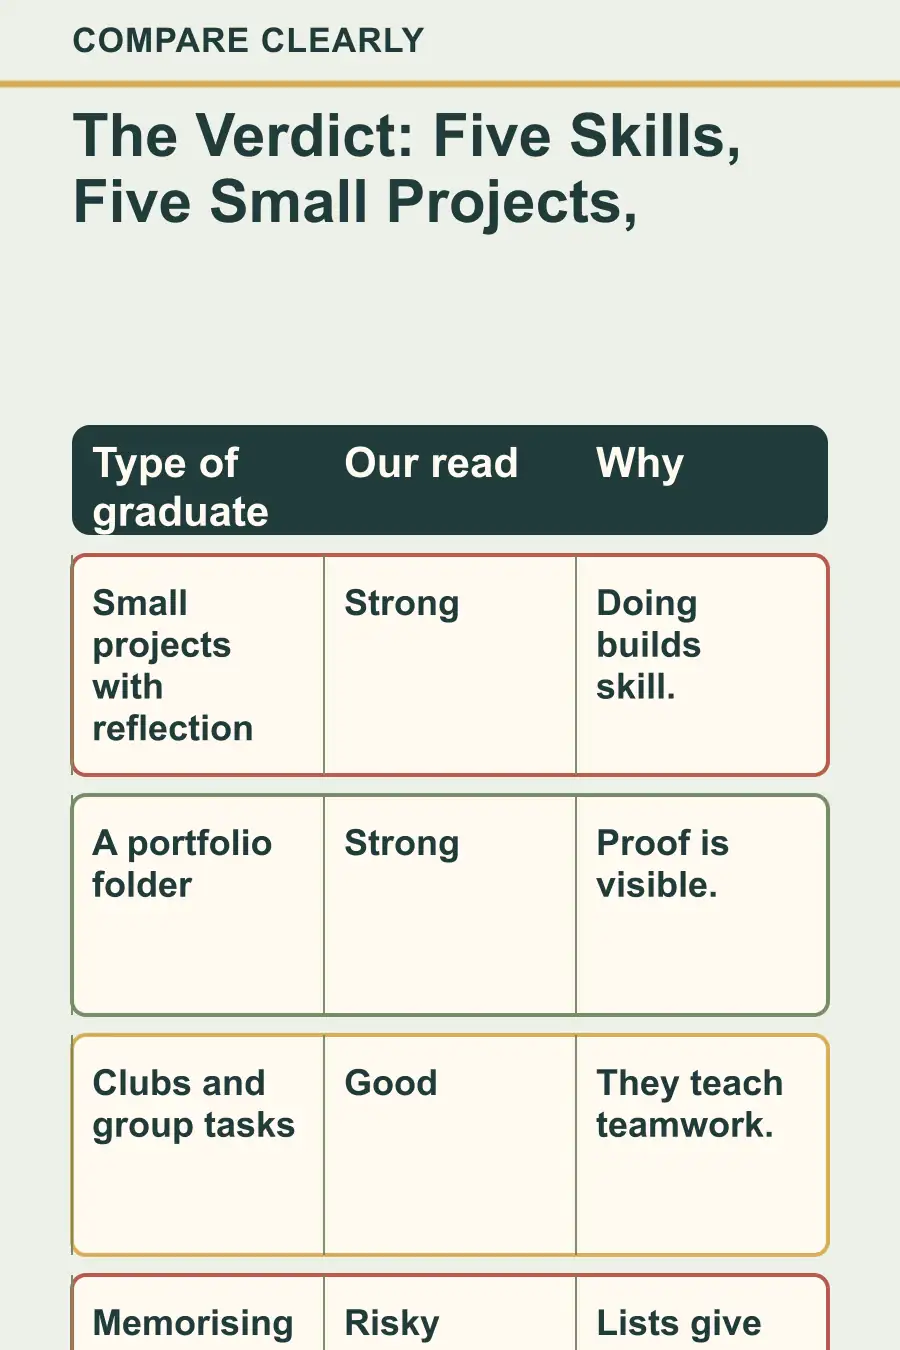 COMPARE CLEARLY
The Verdict: Five Skills,
Five Small Projects,
Type of
graduate
Our read
Why
Small
projects
with
reflection
Strong
Doing
builds
skill.
A portfolio
folder
Strong
Proof is
visible.
Clubs and
group tasks
Good
They teach
teamwork.
Memorising
Risky
Lists give